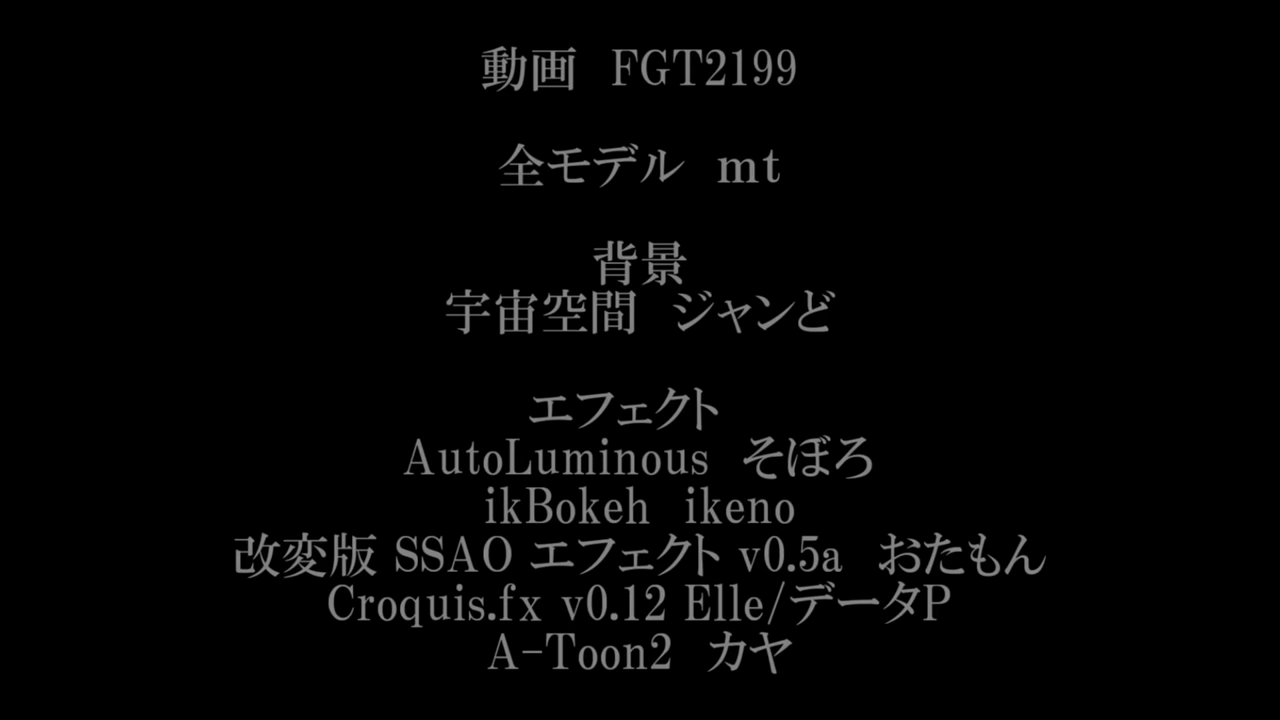 動画　FGT2199
全モデル　mt
背景
宇宙空間　ジャンど
エフェクト
AutoLuminous　そぼろ
ikBokeh　ikeno
改変版 SSAO エフェクト v0.5a　おたもん
Croquis.fx v0.12 Elle/データP
A-Toon2　カヤ